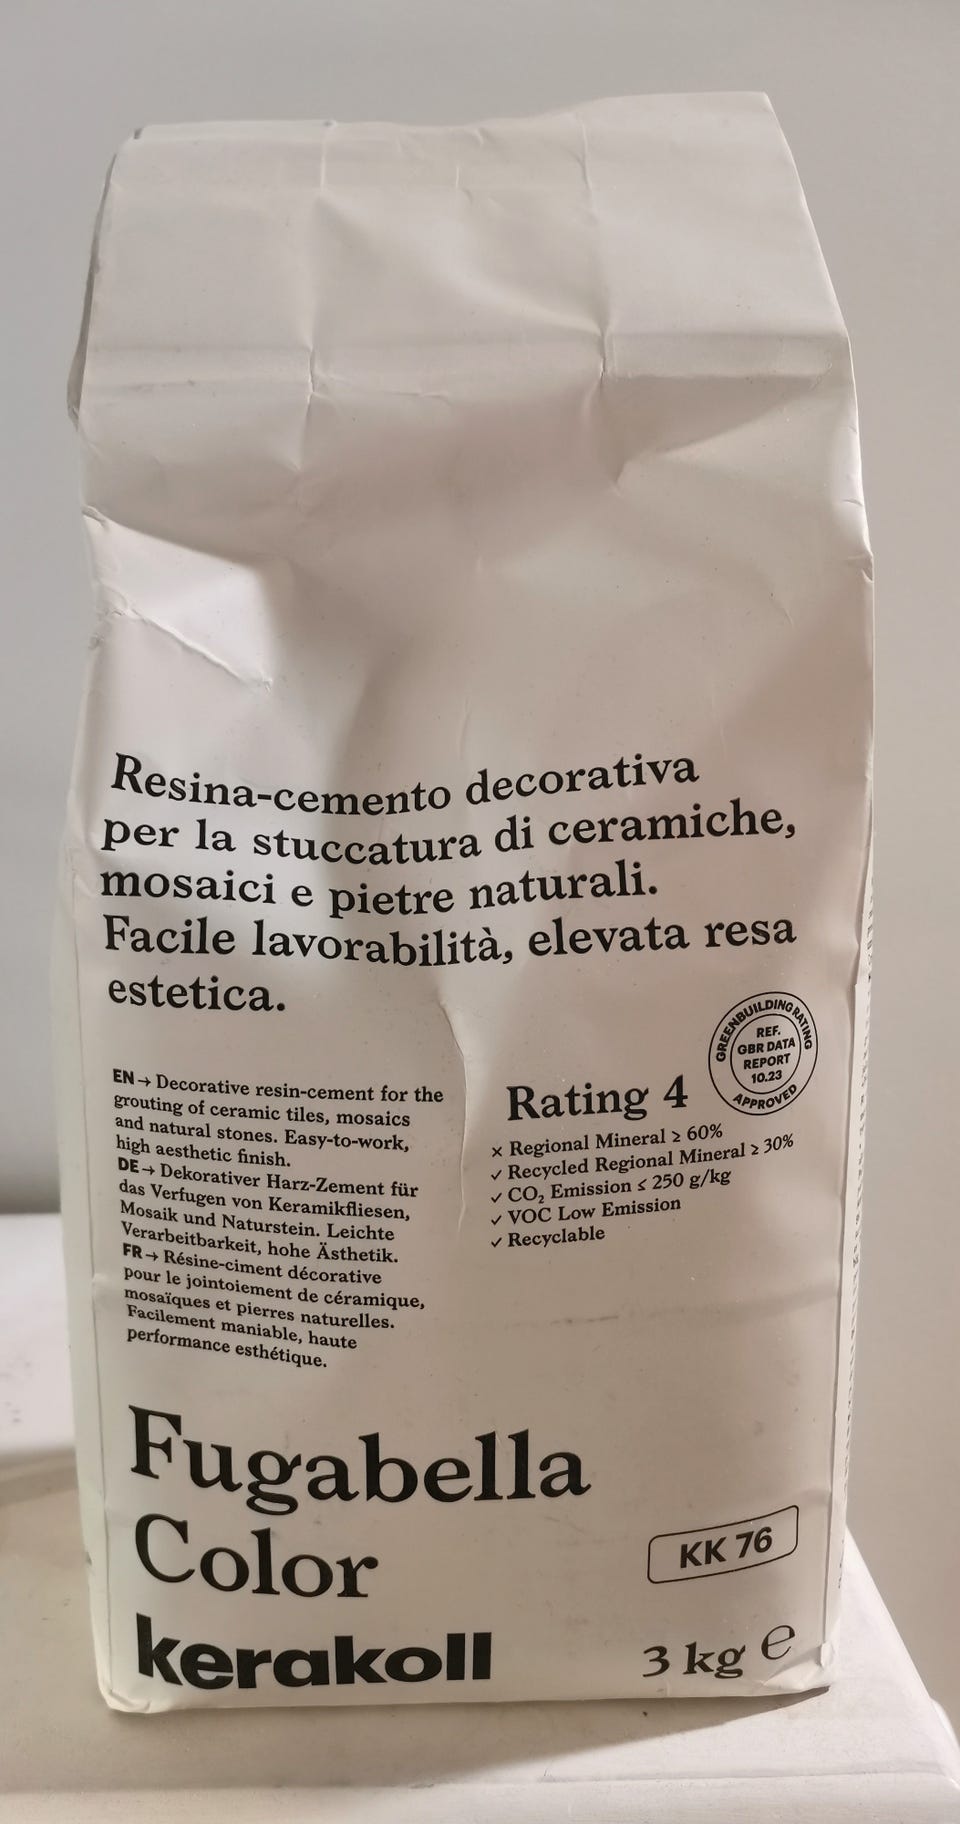 Resina-cemento decorativa
per la stuccatura di ceramiche,
mosaici e pietre naturali.
Facile lavorabilità, elevata resa
estetica.
EN → Decorative resin-cement for the
grouting of ceramic tiles, mosaics
and natural stones. Easy-to-work,
high aesthetic finish.
DE → Dekorativer Harz-Zement für
das Verfugen von Keramikfliesen,
Mosaik und Naturstein. Leichte
Verarbeitbarkeit, hohe Ästhetik.
FR → Résine-ciment décorative
pour le jointoiement de céramique,
mosaïques et pierres naturelles.
Facilement maniable, haute
performance esthétique.
GREENBUILDING RATING
REF.
GBR DATA
REPORT
10.23
APPROVED
Rating 4
× Regional Mineral ≥ 60%
✓ Recycled Regional Mineral ≥ 30%
✓ CO₂ Emission ≤ 250 g/kg
✓ VOC Low Emission
✓ Recyclable
Fugabella
Color
KK 76
kerakoll
3 kg ℮